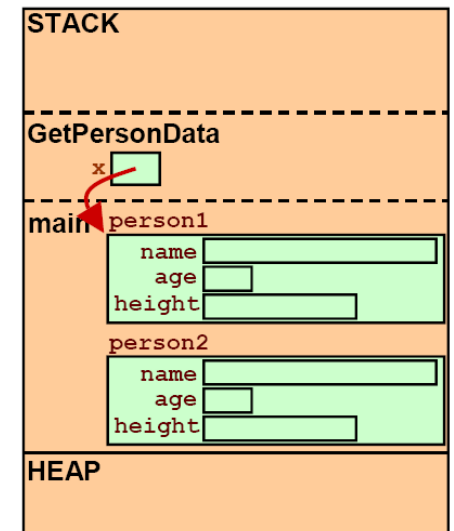 STACK
GetPersonData
x
main person1
name
age
height
person2
name
age
height
HEAP